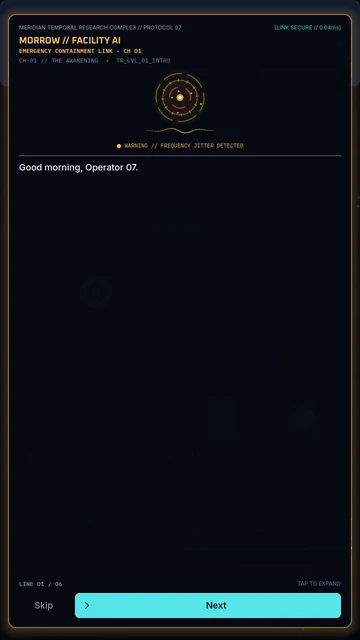 MERIDIAN TEMPORAL RESEARCH COMPLEX // PROTOCOL 07
[LINK SECURE // 0.04ms]
MORROW // FACILITY AI
EMERGENCY CONTAINMENT LINK - CH 01
CH-01 // THE AWAKENING • TR_LVL_01_INTRO
WARNING // FREQUENCY JITTER DETECTED
Good morning, Operator 07.
LINE 01 / 06
TAP TO EXPAND
Skip
Next